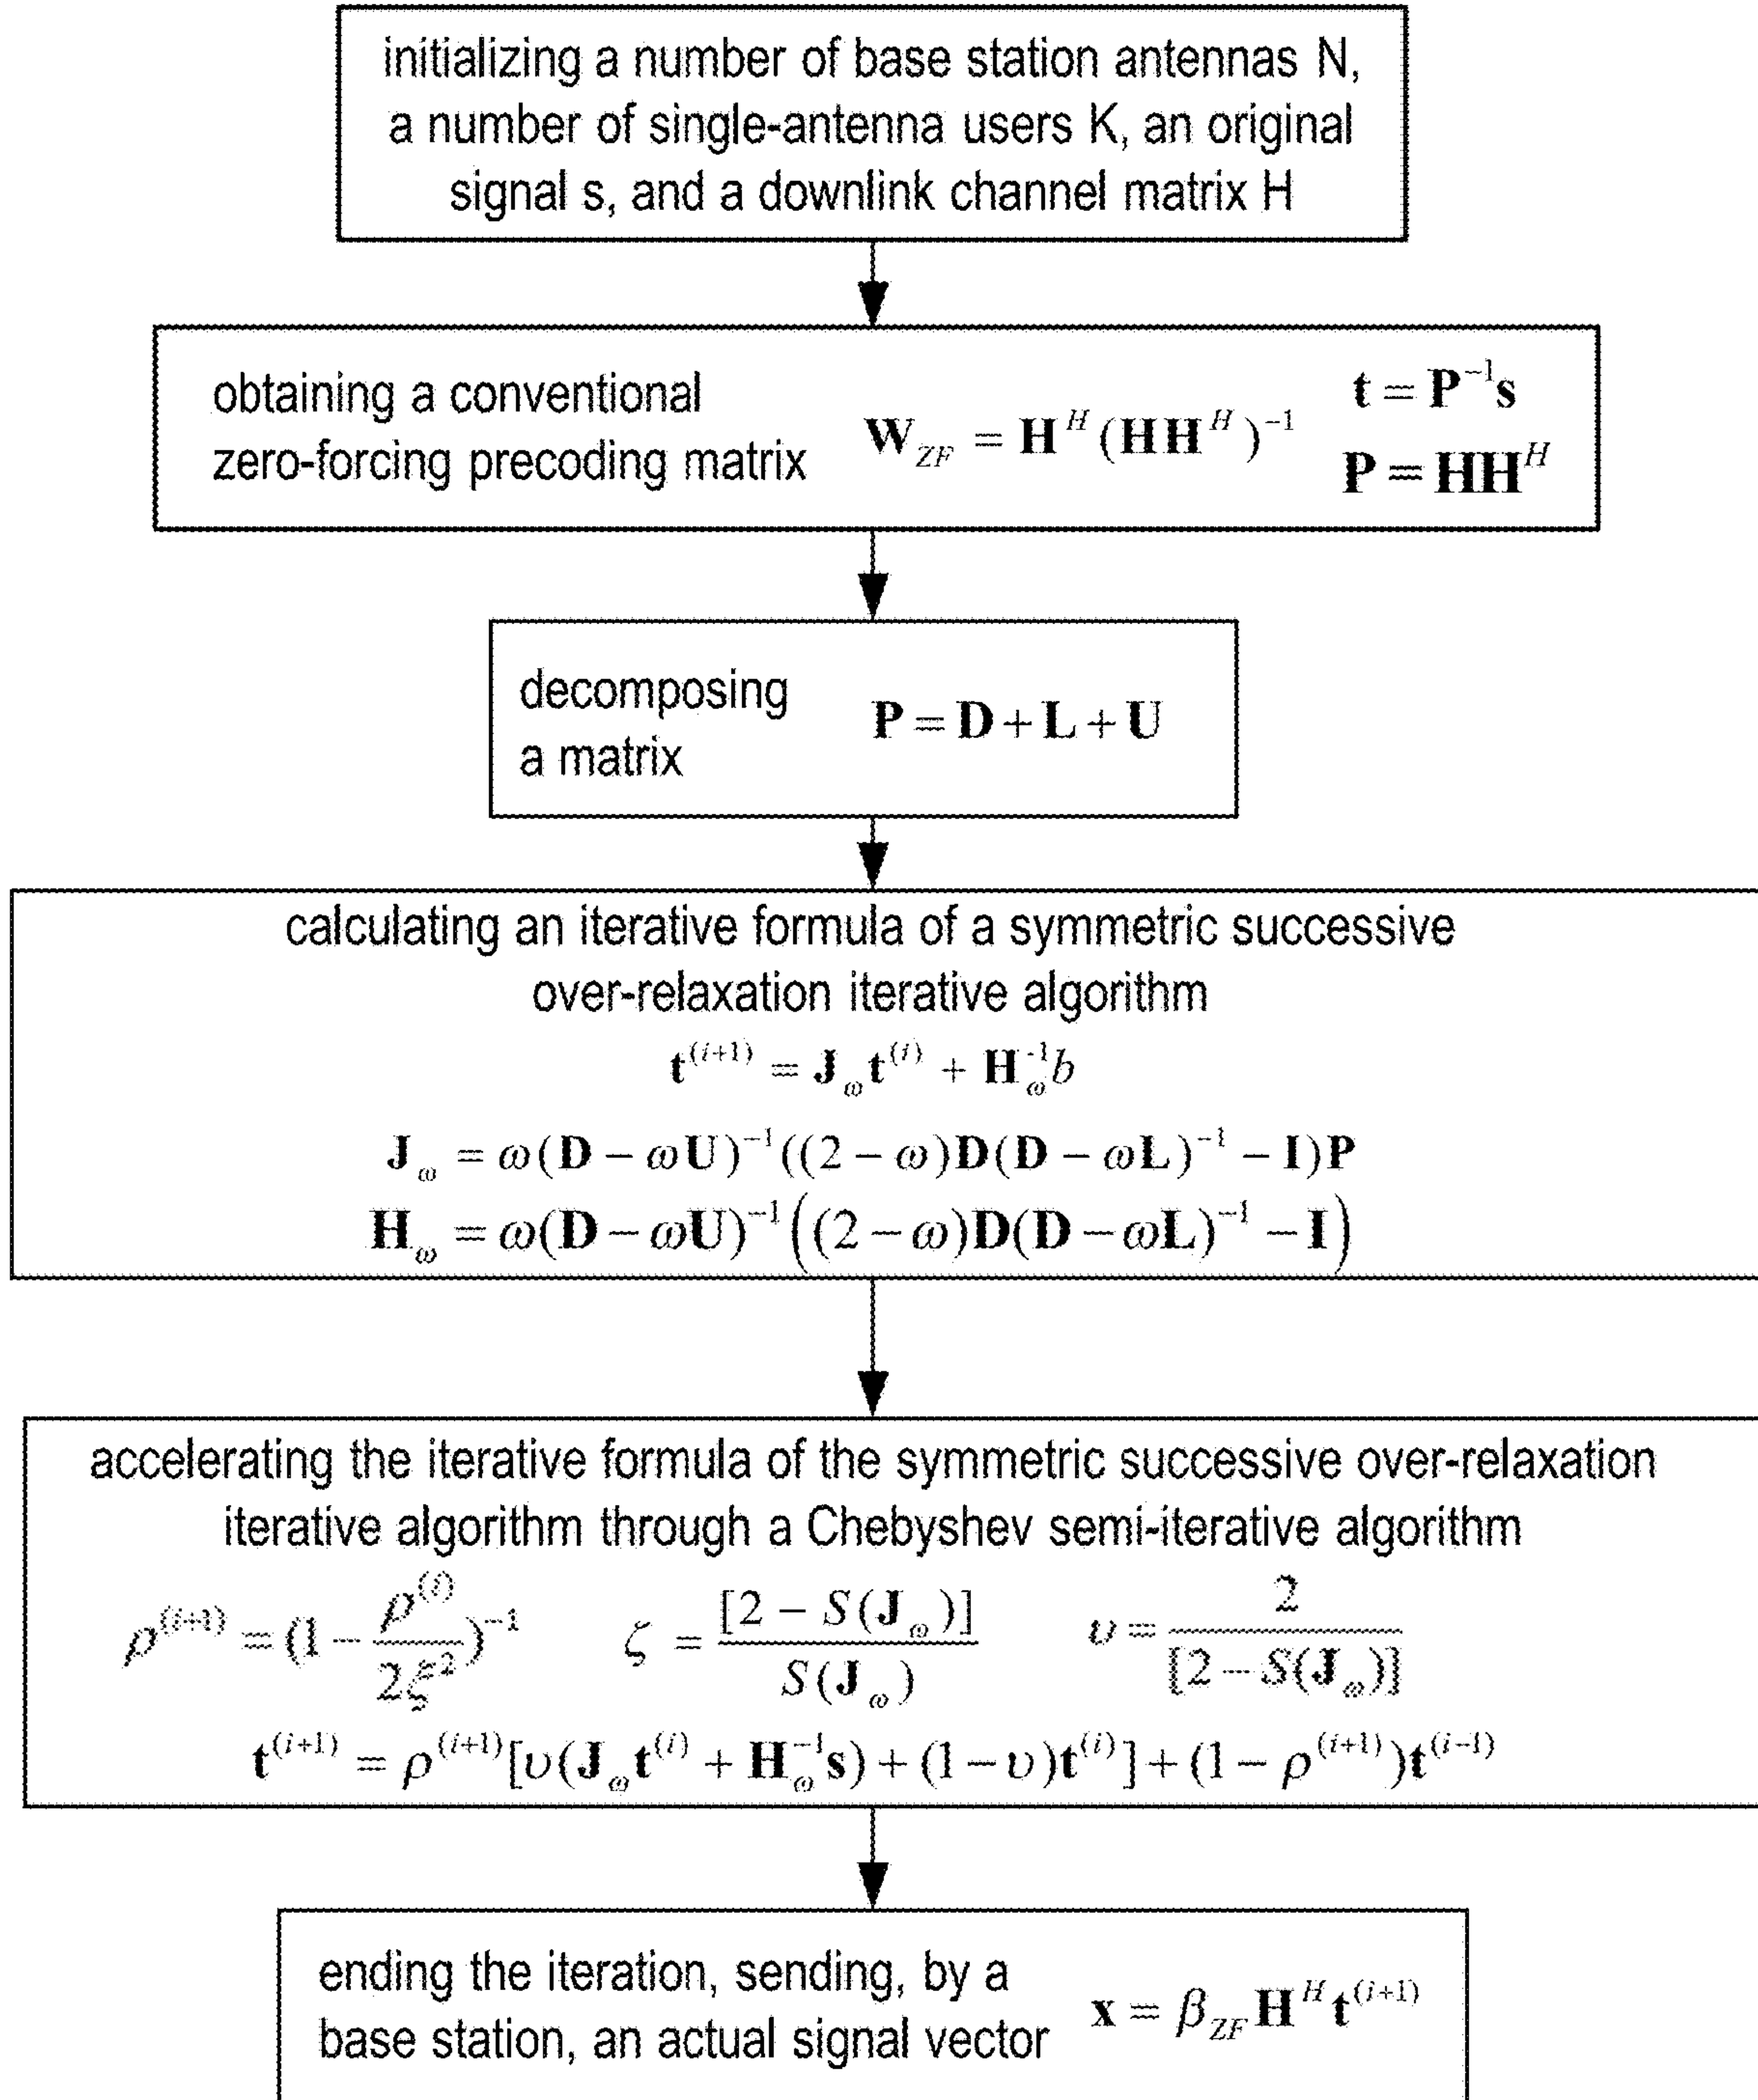 initializing a number of base station antennas N,
a number of single-antenna users K, an original
signal s, and a downlink channel matrix H
obtaining a conventional
zero-forcing precoding matrix
W_{ZF} = H^H (HH^H)^{-1}
t = P^{-1}s
P = HH^H
decomposing
a matrix
P = D + L + U
calculating an iterative formula of a symmetric successive
over-relaxation iterative algorithm
t^{(i+1)} = J_ω t^{(i)} + H_ω^{-1} b
J_ω = ω(D − ωU)^{-1}((2 − ω)D(D − ωL)^{-1} − I)P
H_ω = ω(D − ωU)^{-1}((2 − ω)D(D − ωL)^{-1} − I)
accelerating the iterative formula of the symmetric successive over-relaxation
iterative algorithm through a Chebyshev semi-iterative algorithm
ρ^{(i+1)} = (1 − ρ^{(i)} / 2ξ^2)^{-1}
ζ = [2 − S(J_ω)] / S(J_ω)
υ = 2 / [2 − S(J_ω)]
t^{(i+1)} = ρ^{(i+1)}[υ(J_ω t^{(i)} + H_ω^{-1} s) + (1 − υ)t^{(i)}] + (1 − ρ^{(i+1)})t^{(i−1)}
ending the iteration, sending, by a
base station, an actual signal vector
x = β_{ZF} H^H t^{(i+1)}